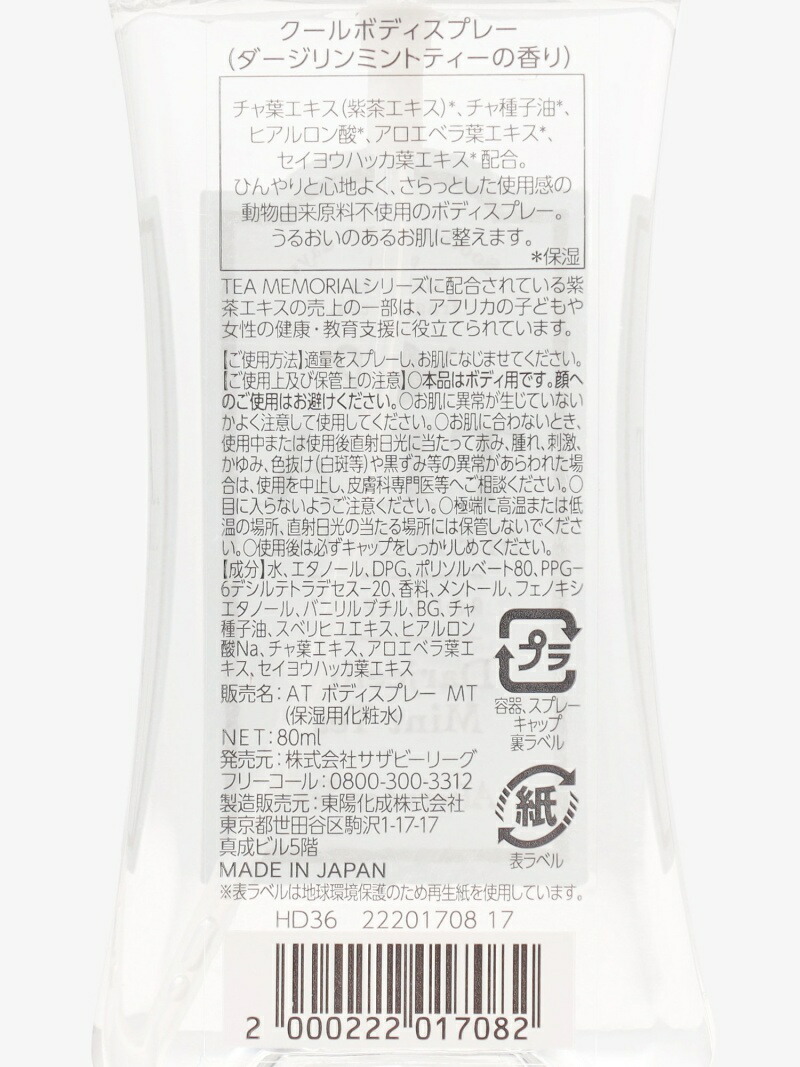 クールボディスプレー
(ダージリンミントティーの香り)
チャ葉エキス(紫茶エキス)*、チャ種子油*、
ヒアルロン酸*、アロエベラ葉エキス*、
セイヨウハッカ葉エキス*配合。
ひんやりと心地よく、さらっとした使用感の
動物由来原料不使用のボディスプレー。
うるおいのあるお肌に整えます。
*保湿
TEA MEMORIALシリーズに配合されている紫
茶エキスの売上の一部は、アフリカの子どもや
女性の健康・教育支援に役立てられています。
【ご使用方法】適量をスプレーし、お肌になじませてください。
【ご使用上及び保管上の注意】○本品はボディ用です。顔へ
のご使用はお避けください。○お肌に異常が生じていない
かよく注意して使用してください。○お肌に合わないとき、
使用中または使用後直射日光に当たって赤み、腫れ、刺激、
かゆみ、色抜け(白斑等)や黒ずみ等の異常があらわれた場
合は、使用を中止し、皮膚科専門医等へご相談ください。○
目に入らないようご注意ください。○極端に高温または低
温の場所、直射日光の当たる場所には保管しないでくださ
い。○使用後は必ずキャップをしっかりしめてください。
【成分】水、エタノール、DPG、ポリソルベート80、PPG-
6デシルテトラデセス-20、香料、メントール、フェノキシ
エタノール、バニリルブチル、BG、チャ
種子油、スベリヒユエキス、ヒアルロン
酸Na、チャ葉エキス、アロエベラ葉エ
キス、セイヨウハッカ葉エキス
販売名:AT ボディスプレー MT
(保湿用化粧水)
NET:80ml
発売元:株式会社サザビーリーグ
フリーコール:0800-300-3312
製造販売元:東陽化成株式会社
東京都世田谷区駒沢1-17-17
真成ビル5階
MADE IN JAPAN
プラ
容器、スプレー
キャップ
裏ラベル
紙
表ラベル
※表ラベルは地球環境保護のため再生紙を使用しています。
HD36 22201708 17
2 000222 017082